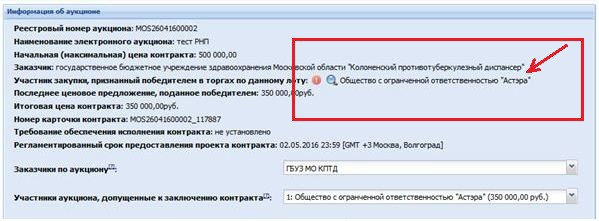 Информация об аукционе
Реестровый номер аукциона: MOS26041600002
Наименование электронного аукциона: тест РНП
Начальная (максимальная) цена контракта: 500 000,00
Заказчик: государственное бюджетное учреждение здравоохранения Московской области "Коломенский противотуберкулезный диспансер"
Участник закупки, признанный победителем в торгах по данному лоту: Общество с огранченной ответственностью "Астэра"
Последнее ценовое предложение, поданное победителем: 350 000,00руб.
Итоговая цена контракта: 350 000,00руб.
Номер карточки контракта: MOS26041600002_117887
Требование обеспечения исполнения контракта: не установлено
Регламентированный срок предоставления проекта контракта: 02.05.2016 23:59 [GMT +3 Москва, Волгоград]
Заказчики по аукциону[?]: ГБУЗ МО КПТД
Участники аукциона, допущенные к заключению контракта[?]: 1: Общество с огранченной ответственностью "Астэра" (350 000,00 руб.)